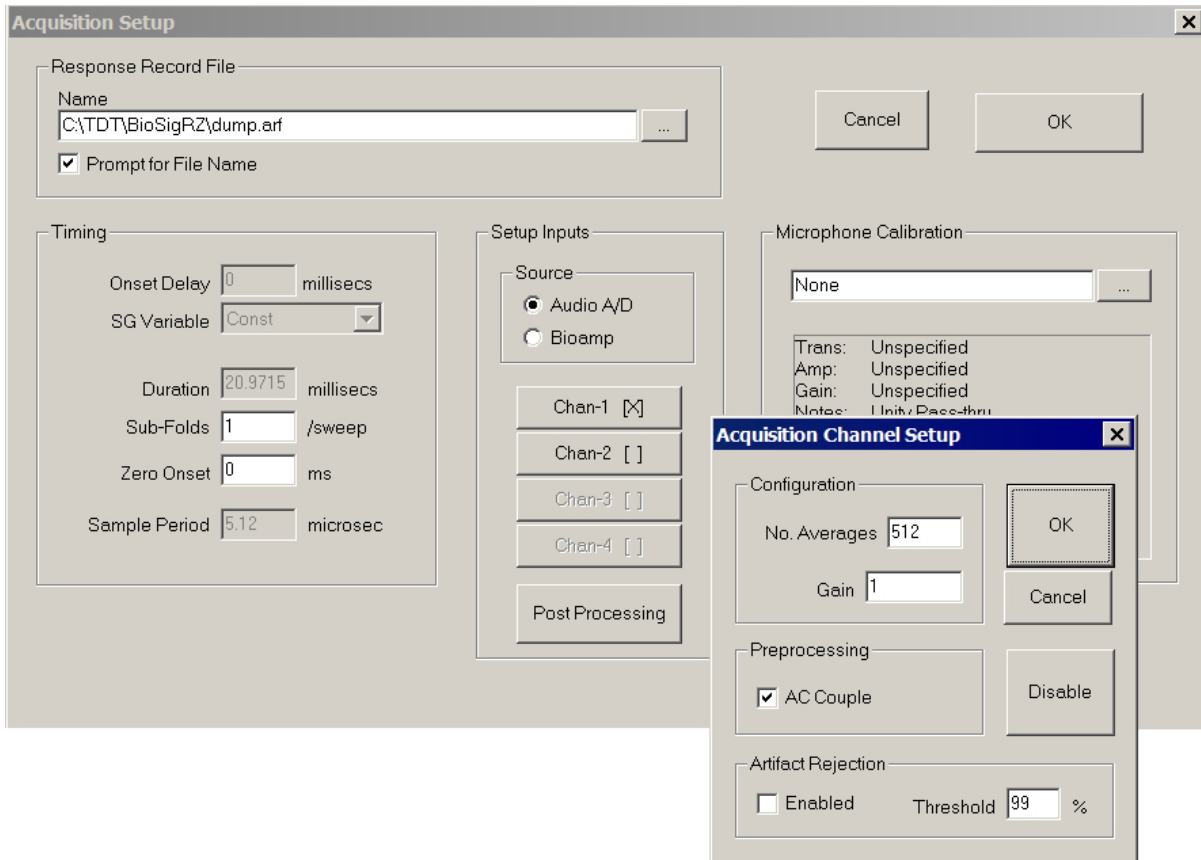 Acquisition Setup
Response Record File
Name
C:\TDT\BioSigRZ\dump.arf
...
Prompt for File Name
Cancel
OK
Timing
Onset Delay 0 millisecs
SG Variable Const
Duration 20.9715 millisecs
Sub-Folds 1 /sweep
Zero Onset 0 ms
Sample Period 5.12 microsec
Setup Inputs
Source
Audio A/D
Bioamp
Chan-1 [X]
Chan-2 [ ]
Chan-3 [ ]
Chan-4 [ ]
Post Processing
Microphone Calibration
None
...
Trans: Unspecified
Amp: Unspecified
Gain: Unspecified
Notes: Unity Pass-thru
Acquisition Channel Setup
Configuration
No. Averages 512
Gain 1
OK
Cancel
Preprocessing
AC Couple
Disable
Artifact Rejection
Enabled
Threshold 99 %